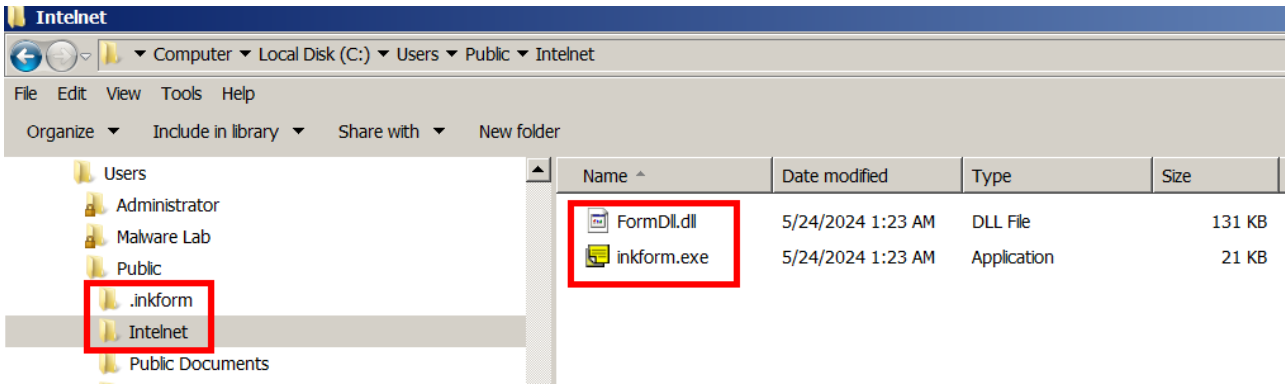 Intelnet
Computer Local Disk (C:) Users Public Intelnet
File Edit View Tools Help
Organize Include in library Share with New folder
Users
Administrator
Malware Lab
Public
.inkform
Intelnet
Public Documents
Name Date modified Type Size
FormDll.dll 5/24/2024 1:23 AM DLL File 131 KB
inkform.exe 5/24/2024 1:23 AM Application 21 KB